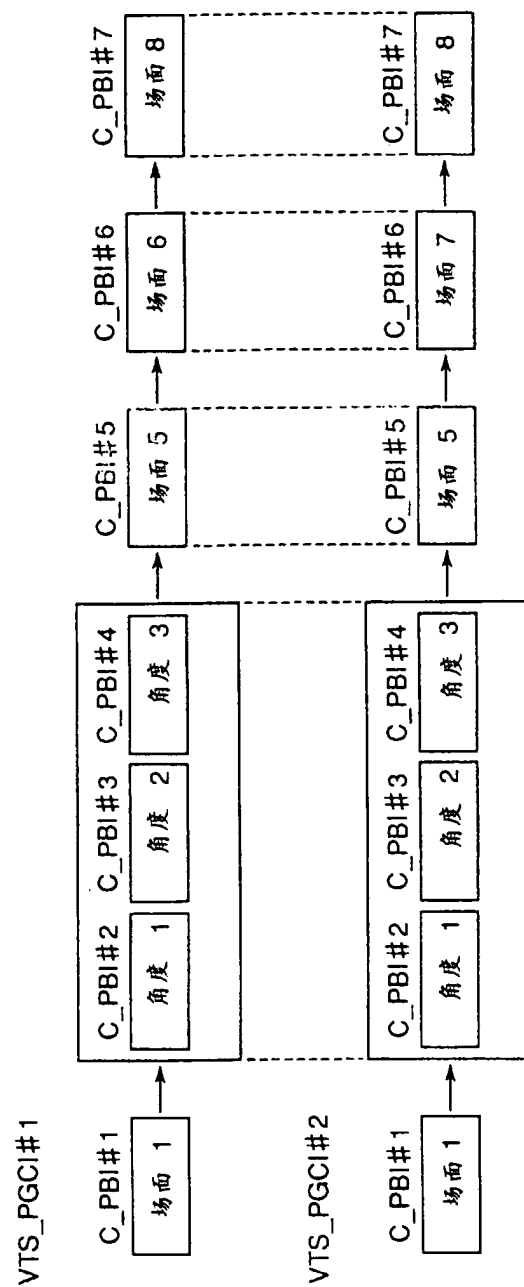 VTS_PGCI#1
C_PBI#1
场面 1
C_PBI#2
角度 1
C_PBI#3
角度 2
C_PBI#4
角度 3
C_PBI#5
场面 5
C_PBI#6
场面 6
C_PBI#7
场面 8
VTS_PGCI#2
C_PBI#1
场面 1
C_PBI#2
角度 1
C_PBI#3
角度 2
C_PBI#4
角度 3
C_PBI#5
场面 5
C_PBI#6
场面 7
C_PBI#7
场面 8